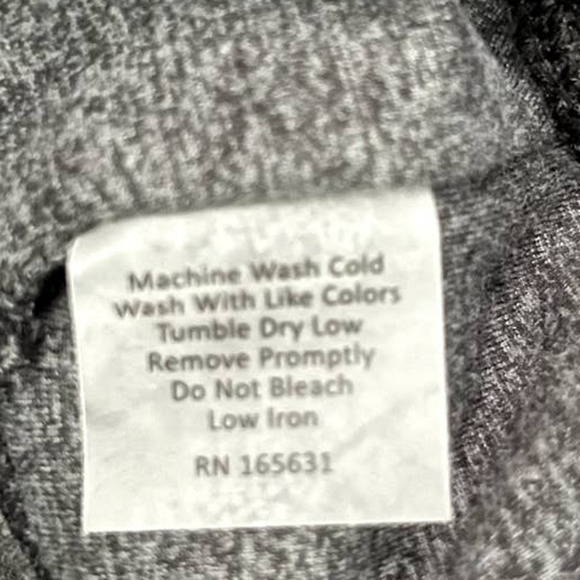 Machine Wash Cold
Wash With Like Colors
Tumble Dry Low
Remove Promptly
Do Not Bleach
Low Iron
RN 165631